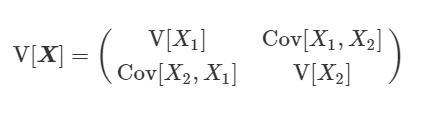 V[X] = ( V[X₁] Cov[X₁, X₂]
Cov[X₂, X₁] V[X₂] )